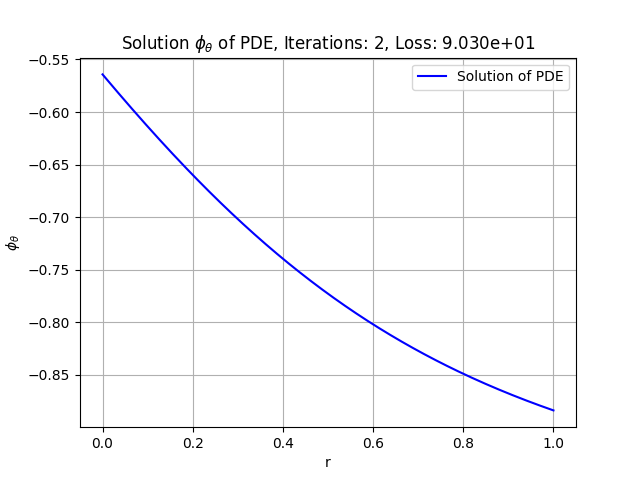 Solution ϕθ of PDE, Iterations: 2, Loss: 9.030e+01
Solution of PDE
−0.55
−0.60
−0.65
−0.70
−0.75
−0.80
−0.85
ϕθ
0.0 0.2 0.4 0.6 0.8 1.0
r